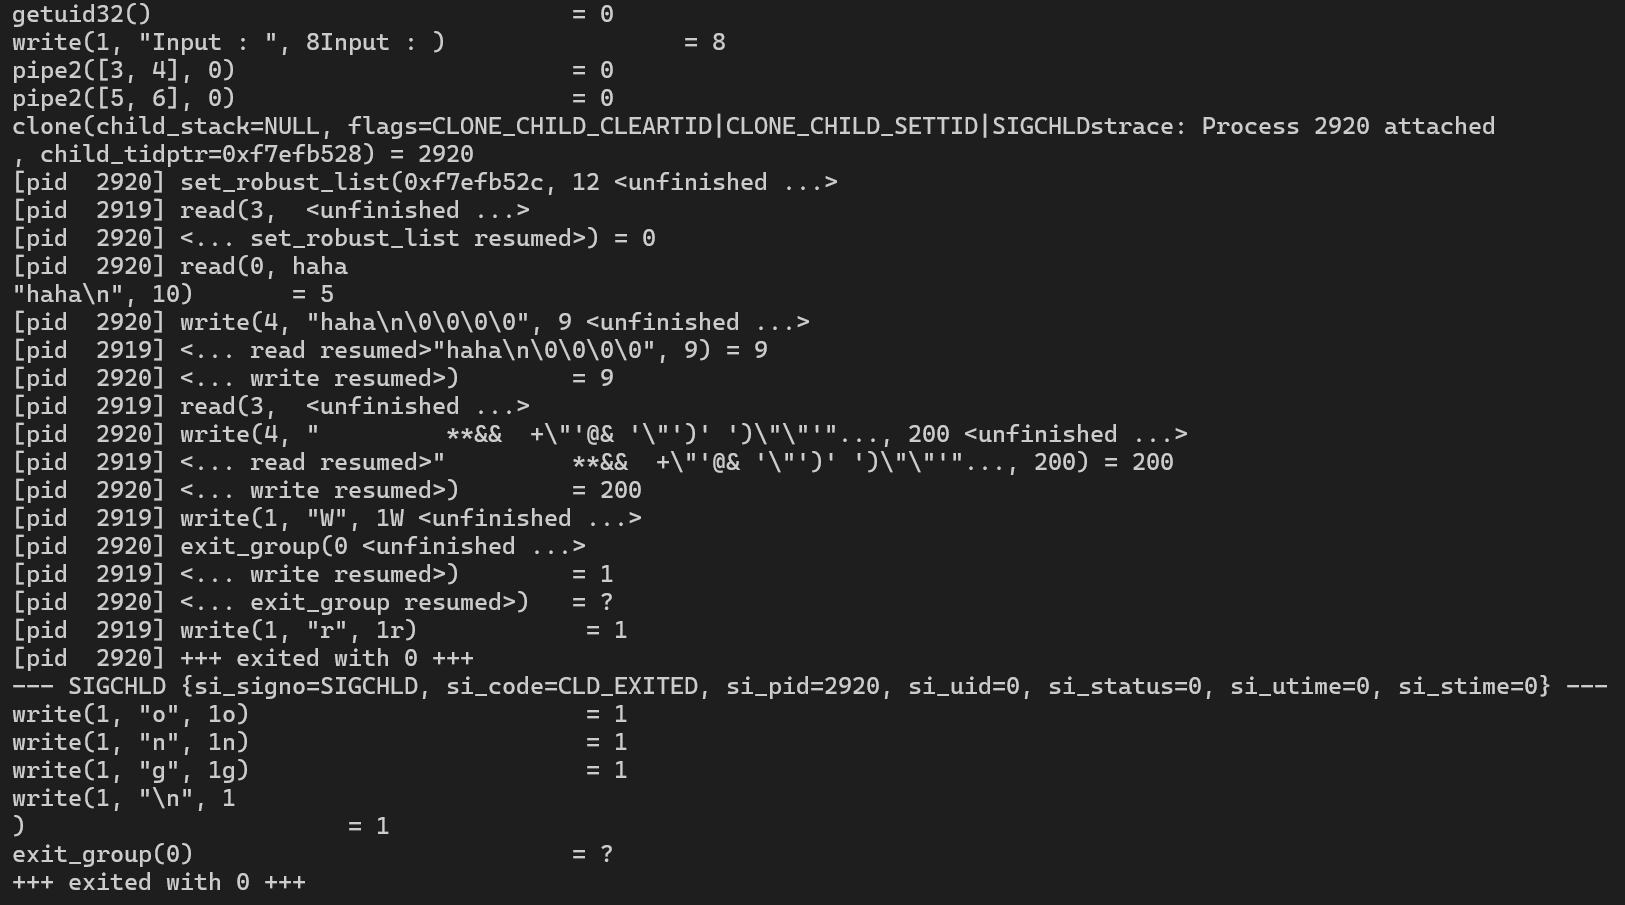 getuid32()                              = 0
write(1, "Input : ", 8Input : )                 = 8
pipe2([3, 4], 0)                        = 0
pipe2([5, 6], 0)                        = 0
clone(child_stack=NULL, flags=CLONE_CHILD_CLEARTID|CLONE_CHILD_SETTID|SIGCHLDstrace: Process 2920 attached
, child_tidptr=0xf7efb528) = 2920
[pid  2920] set_robust_list(0xf7efb52c, 12 <unfinished ...>
[pid  2919] read(3,  <unfinished ...>
[pid  2920] <... set_robust_list resumed>) = 0
[pid  2920] read(0, haha
"haha\n", 10)       = 5
[pid  2920] write(4, "haha\n\0\0\0\0", 9 <unfinished ...>
[pid  2919] <... read resumed>"haha\n\0\0\0\0", 9) = 9
[pid  2920] <... write resumed>)        = 9
[pid  2919] read(3,  <unfinished ...>
[pid  2920] write(4, "         **&&  +\"'@& '\"')' ')\"\"'"..., 200 <unfinished ...>
[pid  2919] <... read resumed>"         **&&  +\"'@& '\"')' ')\"\"'"..., 200) = 200
[pid  2920] <... write resumed>)        = 200
[pid  2919] write(1, "W", 1W <unfinished ...>
[pid  2920] exit_group(0 <unfinished ...>
[pid  2919] <... write resumed>)        = 1
[pid  2920] <... exit_group resumed>)   = ?
[pid  2919] write(1, "r", 1r)            = 1
[pid  2920] +++ exited with 0 +++
--- SIGCHLD {si_signo=SIGCHLD, si_code=CLD_EXITED, si_pid=2920, si_uid=0, si_status=0, si_utime=0, si_stime=0} ---
write(1, "o", 1o)                        = 1
write(1, "n", 1n)                        = 1
write(1, "g", 1g)                        = 1
write(1, "\n", 1
)                       = 1
exit_group(0)                           = ?
+++ exited with 0 +++